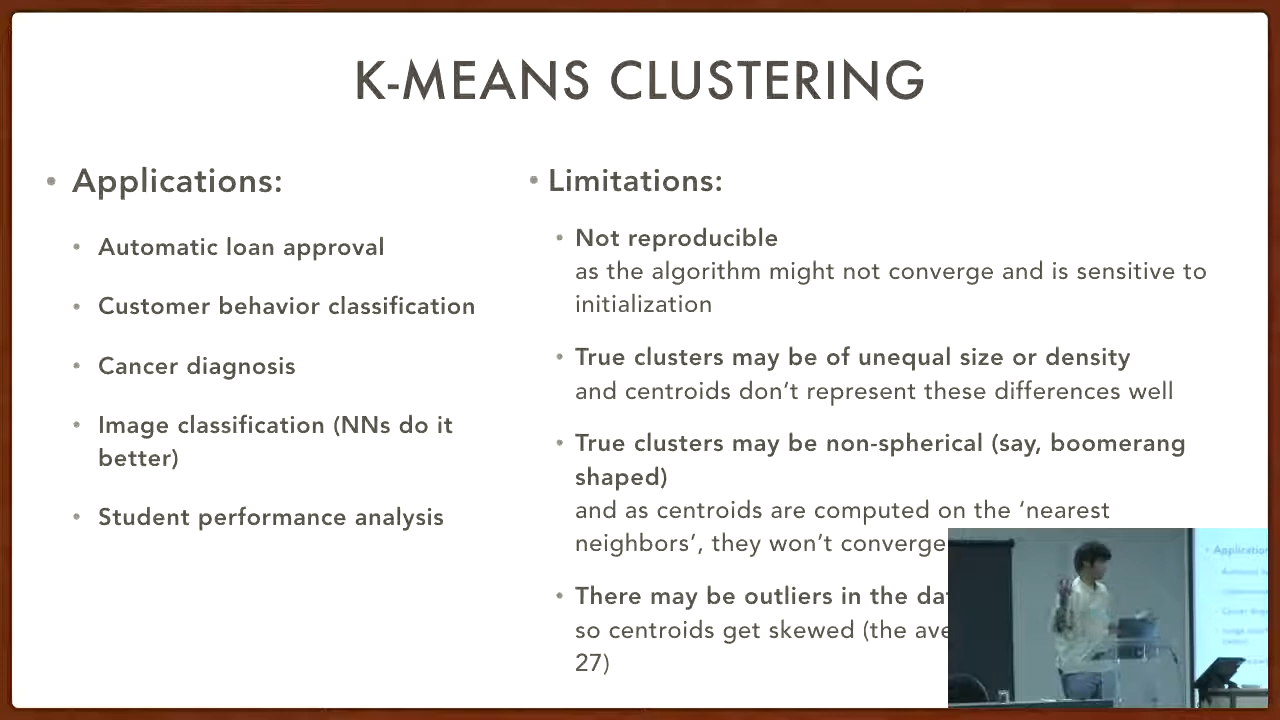 K-MEANS CLUSTERING
• Applications:
• Automatic loan approval
• Customer behavior classification
• Cancer diagnosis
• Image classification (NNs do it
better)
• Student performance analysis
• Limitations:
• Not reproducible
as the algorithm might not converge and is sensitive to
initialization
• True clusters may be of unequal size or density
and centroids don’t represent these differences well
• True clusters may be non-spherical (say, boomerang
shaped)
and as centroids are computed on the ‘nearest
neighbors’, they won’t converge
• There may be outliers in the
so centroids get skewed (the
27)